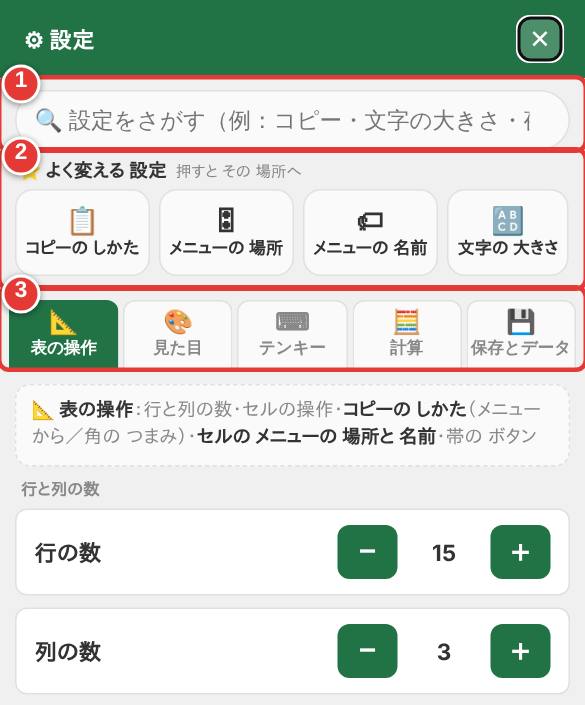 ⚙ 設定 ✕
1
🔍 設定をさがす（例：コピー・文字の大きさ・
2
⭐ よく変える 設定 押すと その 場所へ
📋 🎛 🏷 🔠
コピーの しかた メニューの 場所 メニューの 名前 文字の 大きさ
3
📐 🎨 ⌨ 🧮 💾
表の操作 見た目 テンキー 計算 保存とデータ
📐 表の操作：行と列の数・セルの操作・コピーの しかた（メニュー
から／角の つまみ）・セルの メニューの 場所と 名前・帯の ボタン
行と列の数
行の数 − 15 +
列の数 − 3 +